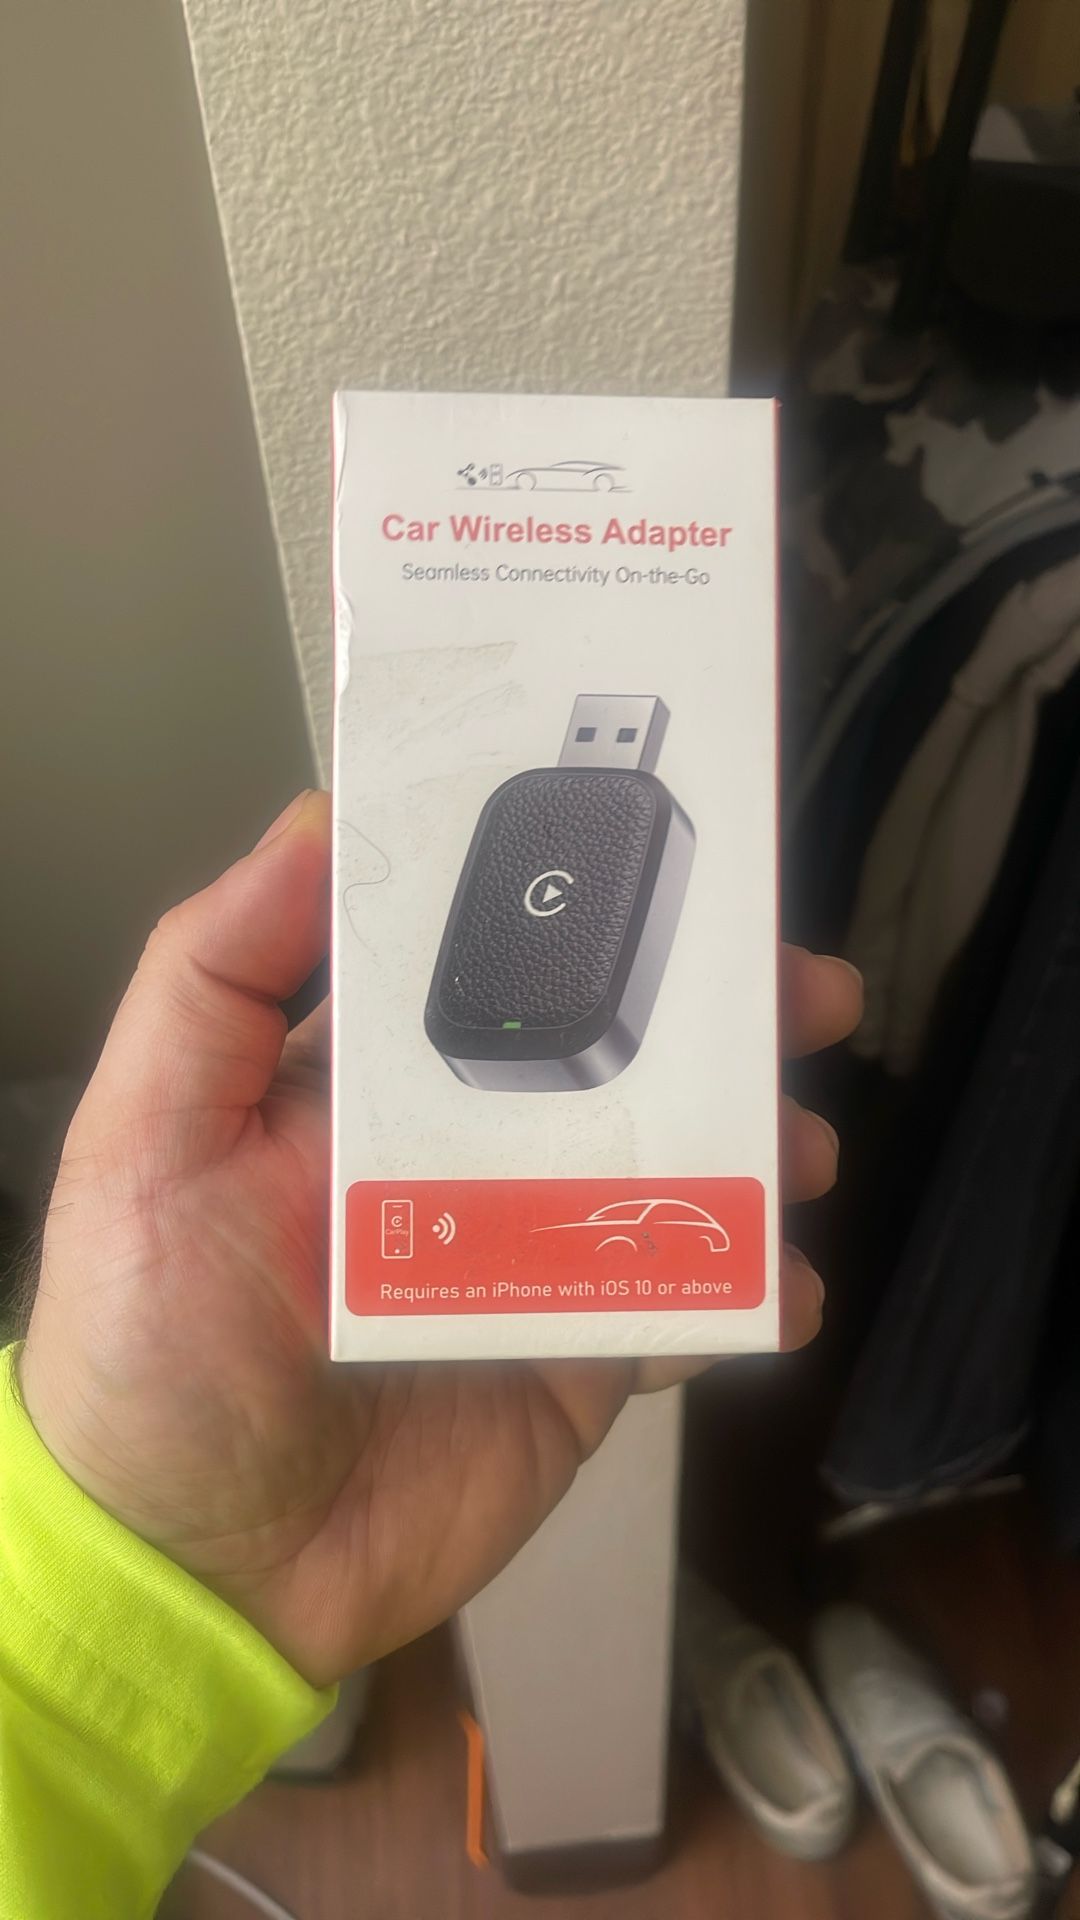 Car Wireless Adapter
Seamless Connectivity On-the-Go
CarPlay
Requires an iPhone with iOS 10 or above